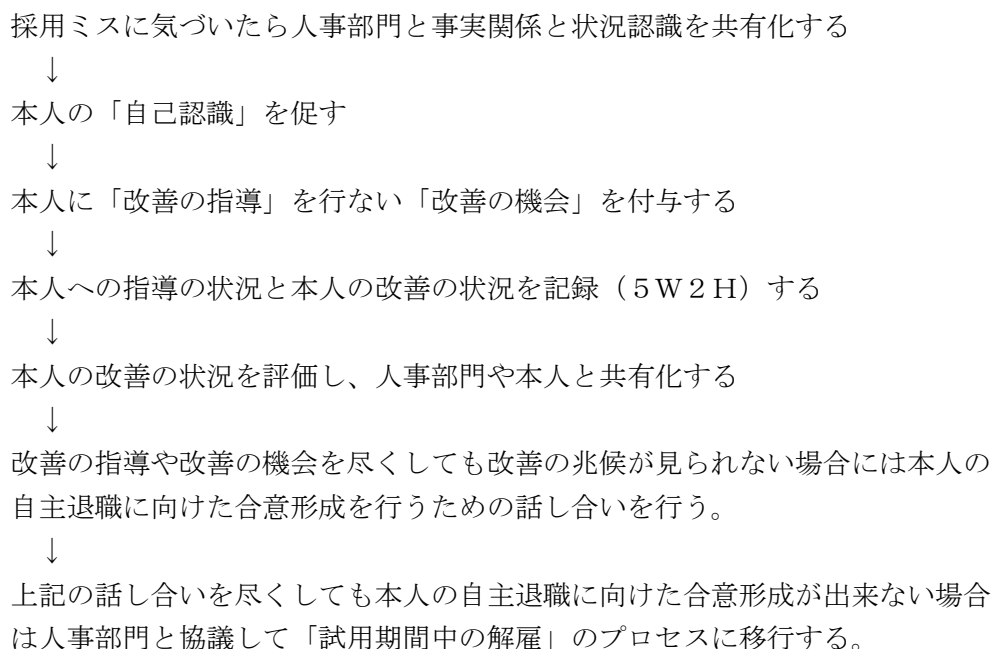 採用ミスに気づいたら人事部門と事実関係と状況認識を共有化する
↓
本人の「自己認識」を促す
↓
本人に「改善の指導」を行ない「改善の機会」を付与する
↓
本人への指導の状況と本人の改善の状況を記録（５Ｗ２Ｈ）する
↓
本人の改善の状況を評価し、人事部門や本人と共有化する
↓
改善の指導や改善の機会を尽くしても改善の兆候が見られない場合には本人の
自主退職に向けた合意形成を行うための話し合いを行う。
↓
上記の話し合いを尽くしても本人の自主退職に向けた合意形成が出来ない場合
は人事部門と協議して「試用期間中の解雇」のプロセスに移行する。